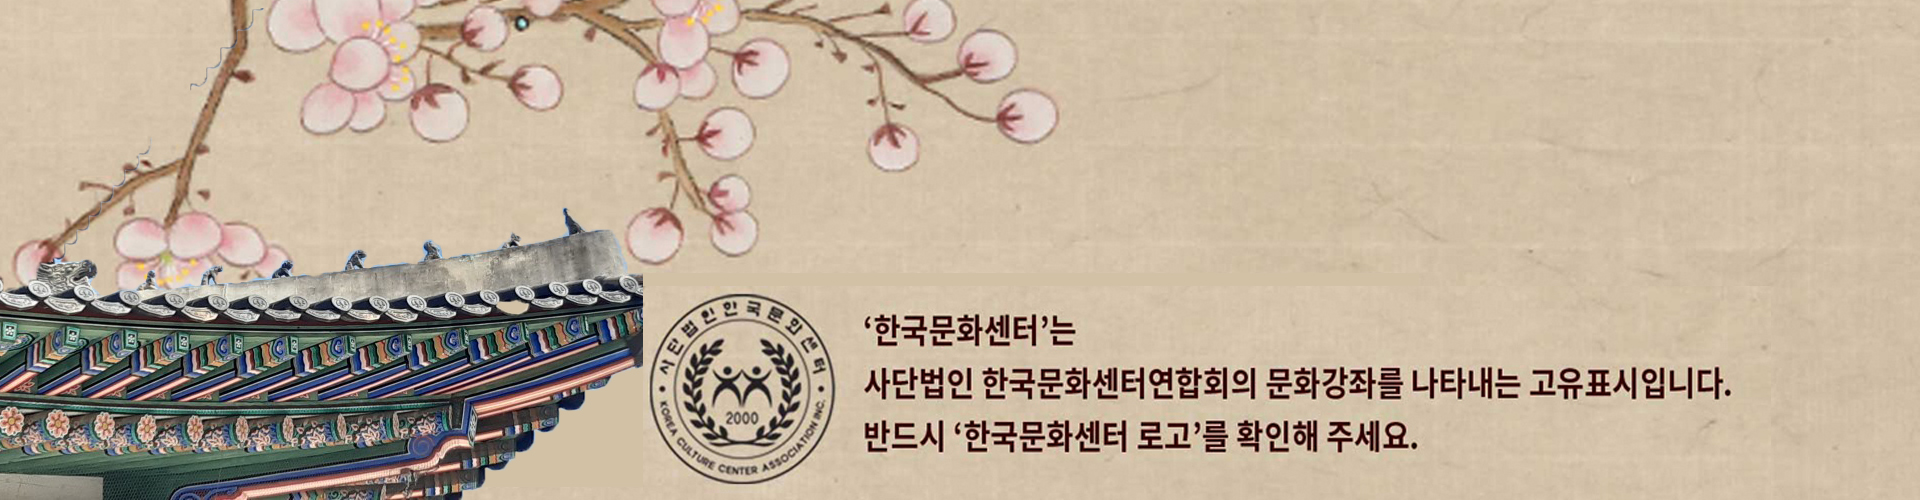 사단법인한국문화센터
2000
KOREA CULTURE CENTER ASSOCIATION INC.
‘한국문화센터’는
사단법인 한국문화센터연합회의 문화강좌를 나타내는 고유표시입니다.
반드시 ‘한국문화센터 로고’를 확인해 주세요.